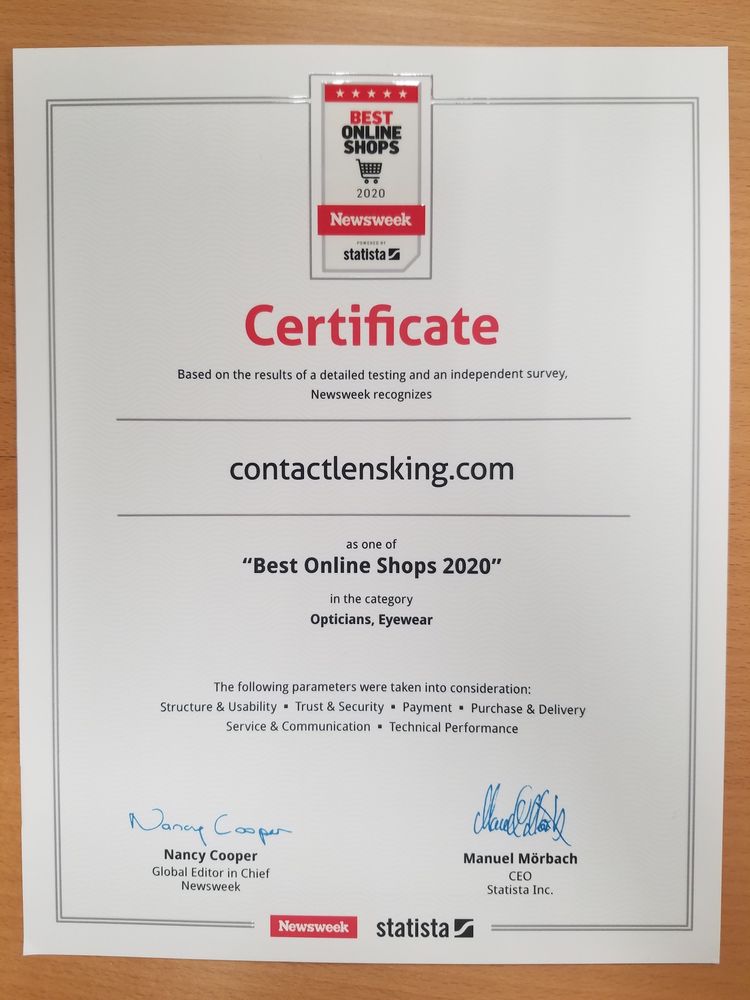 ★★★★★
BEST
ONLINE
SHOPS
2020
Newsweek
POWERED BY
statista
Certificate
Based on the results of a detailed testing and an independent survey,
Newsweek recognizes
contactlensking.com
as one of
“Best Online Shops 2020”
in the category
Opticians, Eyewear
The following parameters were taken into consideration:
Structure & Usability ▪ Trust & Security ▪ Payment ▪ Purchase & Delivery
Service & Communication ▪ Technical Performance
Nancy Cooper
Nancy Cooper
Global Editor in Chief
Newsweek
Manuel Mörbach
CEO
Statista Inc.
Newsweek statista